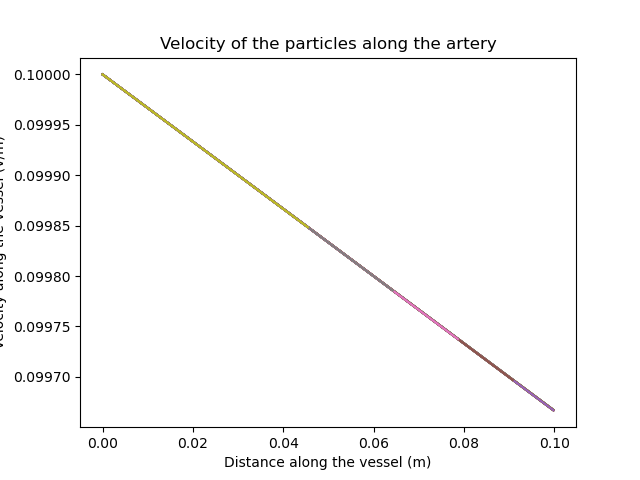 Velocity of the particles along the artery
0.10000
0.09995
0.09990
0.09985
0.09980
0.09975
0.09970
velocity along the vessel (v/m)
0.00 0.02 0.04 0.06 0.08 0.10
Distance along the vessel (m)